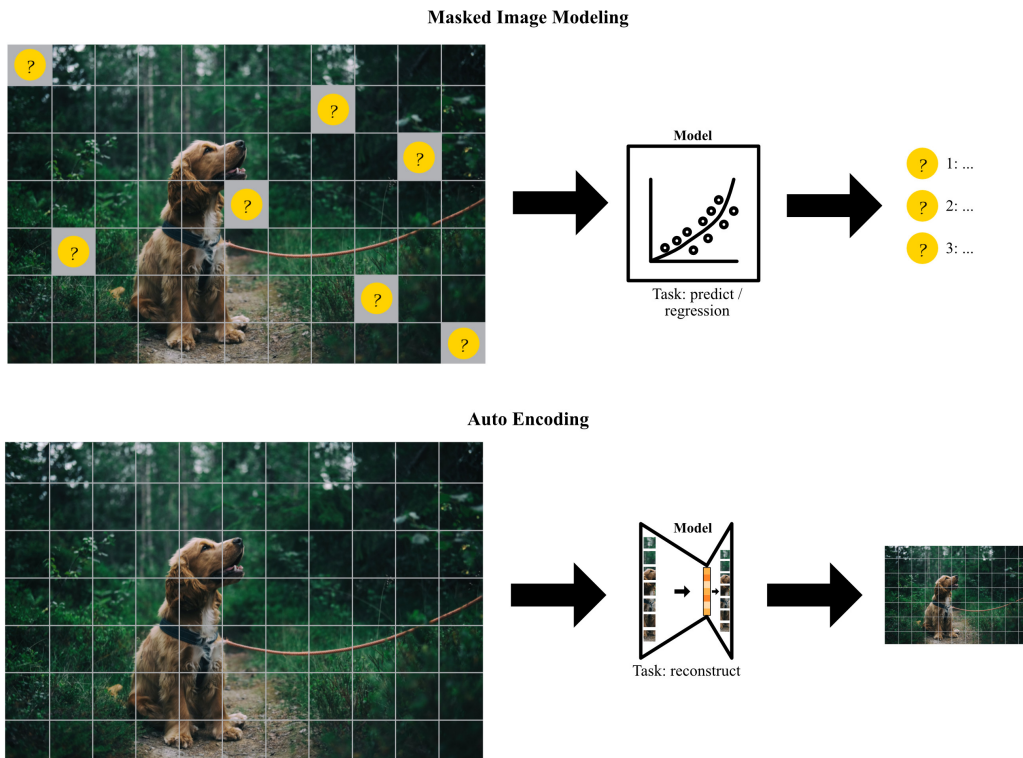 Masked Image Modeling
?
?
?
?
?
?
?
Model
Task: predict /
regression
? 1: ...
? 2: ...
? 3: ...
Auto Encoding
Model
Task: reconstruct